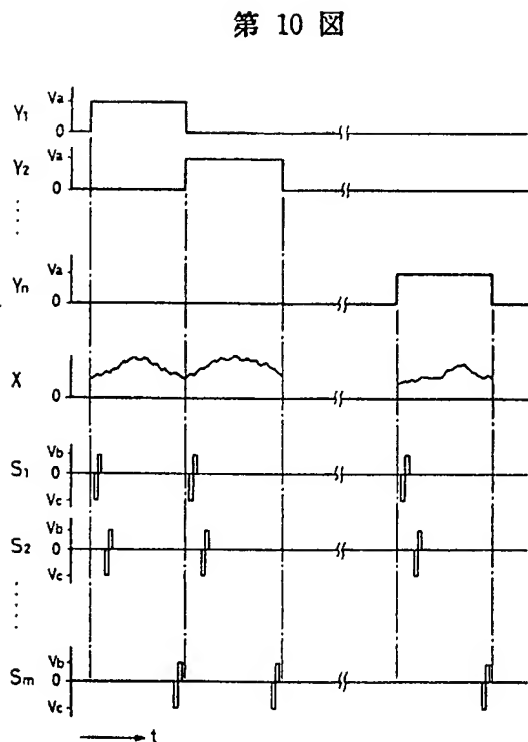 第 10 図
Y1 Va 0
Y2 Va 0
Yn Va 0
X 0
S1 Vb 0 Vc
S2 Vb 0 Vc
Sm Vb 0 Vc
t